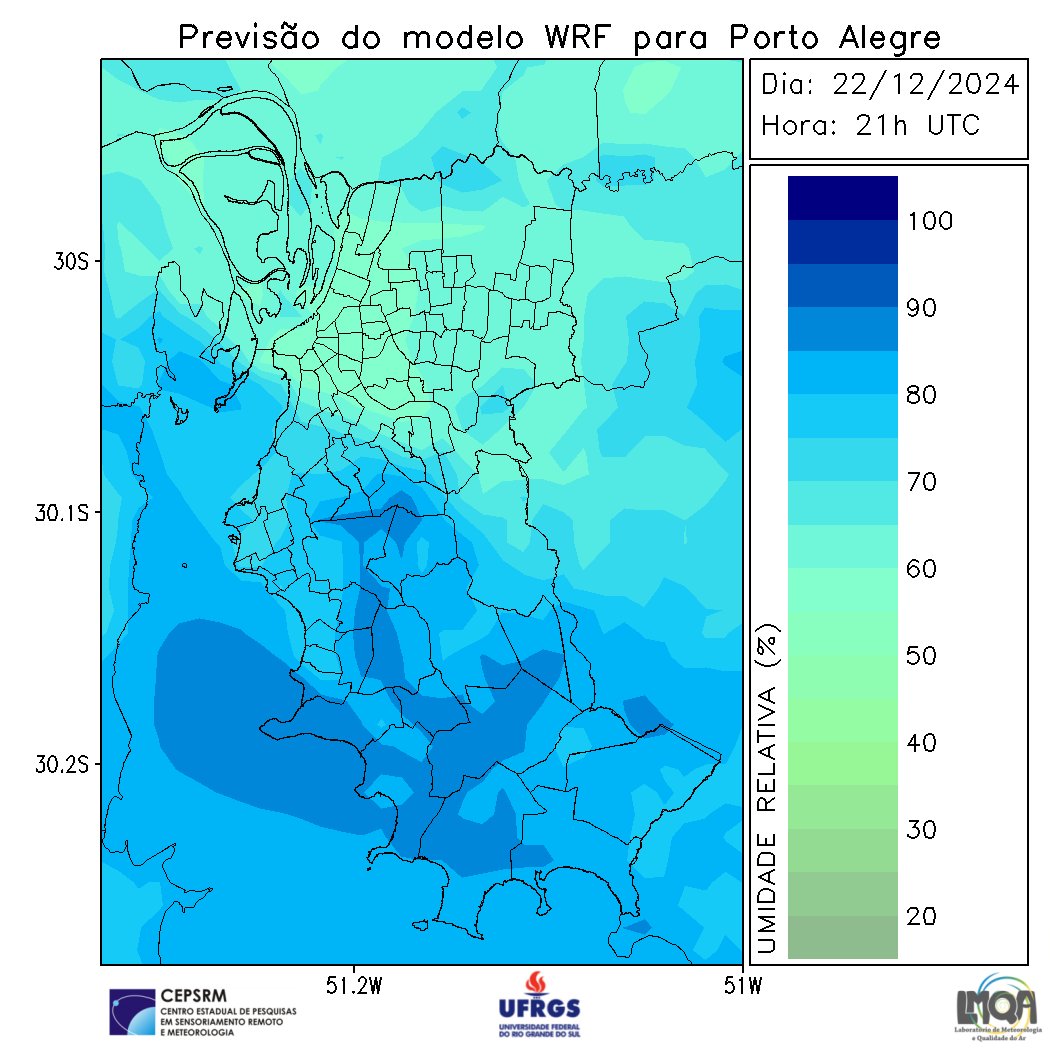 Previsão do modelo WRF para Porto Alegre
Dia: 22/12/2024
Hora: 21h UTC
30S
30.1S
30.2S
51.2W
51W
UMIDADE RELATIVA (%)
100
90
80
70
60
50
40
30
20
CEPSRM
CENTRO ESTADUAL DE PESQUISAS
EM SENSORIAMENTO REMOTO
E METEOROLOGIA
UFRGS
UNIVERSIDADE FEDERAL
DO RIO GRANDE DO SUL
LMQA
Laboratório de Meteorologia
e Qualidade do Ar